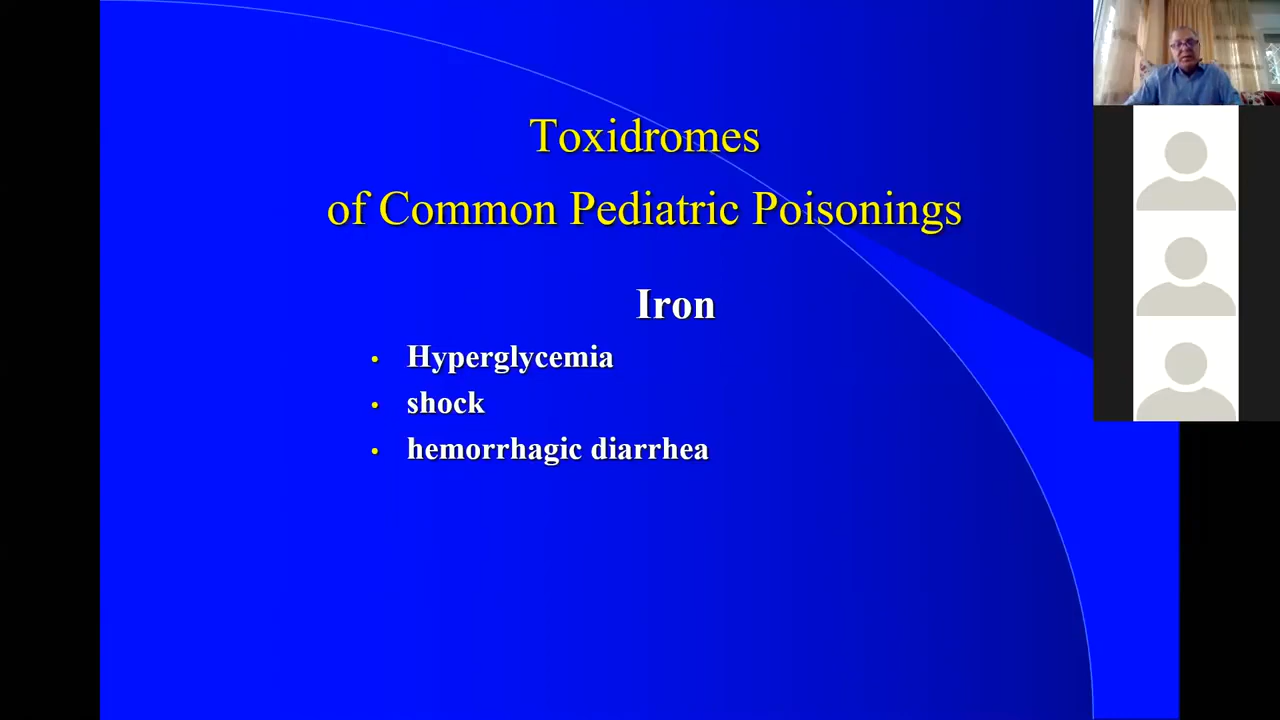 Toxidromes
of Common Pediatric Poisonings
Iron
• Hyperglycemia
• shock
• hemorrhagic diarrhea